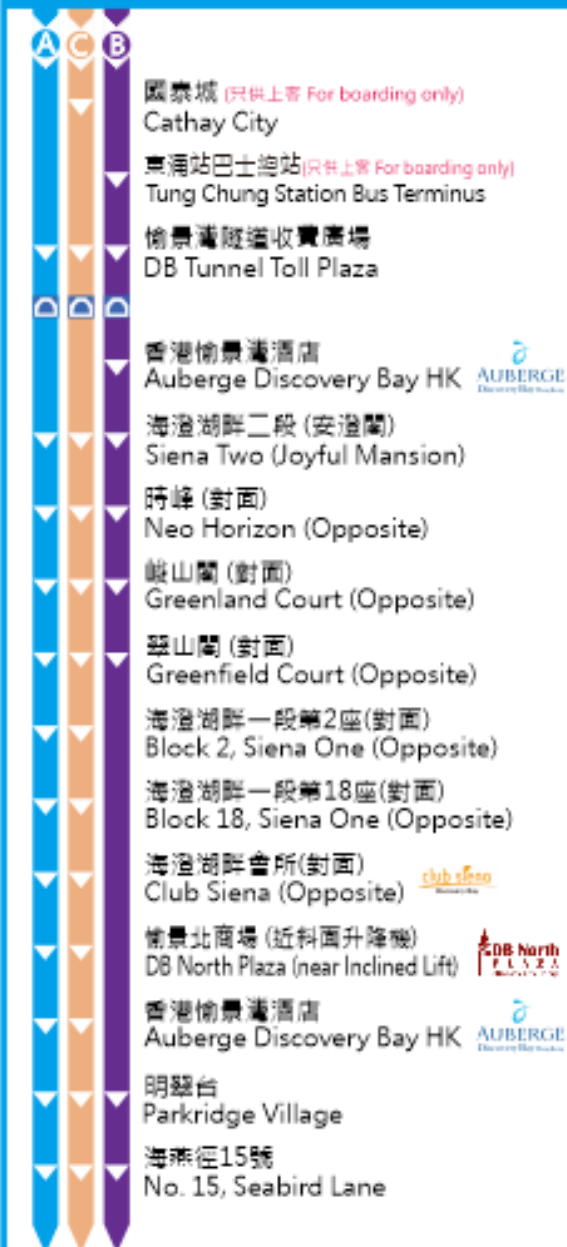 A C B
國泰城 (只供上客 For boarding only)
Cathay City
東涌站巴士總站(只供上客 For boarding only)
Tung Chung Station Bus Terminus
愉景灣隧道收費廣場
DB Tunnel Toll Plaza
香港愉景灣酒店
Auberge Discovery Bay HK
AUBERGE
Discovery Bay
海澄湖畔二段 (安澄閣)
Siena Two (Joyful Mansion)
時峰 (對面)
Neo Horizon (Opposite)
峻山閣 (對面)
Greenland Court (Opposite)
翠山閣 (對面)
Greenfield Court (Opposite)
海澄湖畔一段第2座(對面)
Block 2, Siena One (Opposite)
海澄湖畔一段第18座(對面)
Block 18, Siena One (Opposite)
海澄湖畔會所(對面)
Club Siena (Opposite)
club siena
愉景北商場 (近斜面升降機)
DB North Plaza (near Inclined Lift)
DB North
PLAZA
香港愉景灣酒店
Auberge Discovery Bay HK
AUBERGE
Discovery Bay
明翠台
Parkridge Village
海燕徑15號
No. 15, Seabird Lane